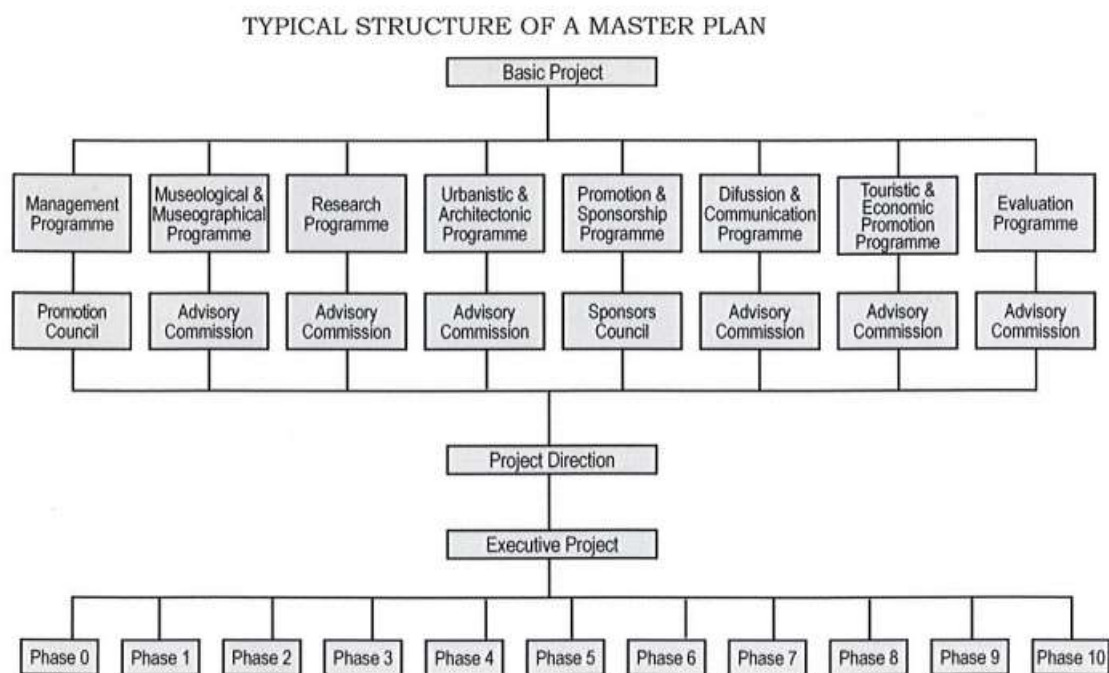 TYPICAL STRUCTURE OF A MASTER PLAN
Basic Project
Management
Programme
Museological &
Museographical
Programme
Research
Programme
Urbanistic &
Architectonic
Programme
Promotion &
Sponsorship
Programme
Difussion &
Communication
Programme
Touristic &
Economic
Promotion
Programme
Evaluation
Programme
Promotion
Council
Advisory
Commission
Advisory
Commission
Advisory
Commission
Sponsors
Council
Advisory
Commission
Advisory
Commission
Advisory
Commission
Project Direction
Executive Project
Phase 0
Phase 1
Phase 2
Phase 3
Phase 4
Phase 5
Phase 6
Phase 7
Phase 8
Phase 9
Phase 10